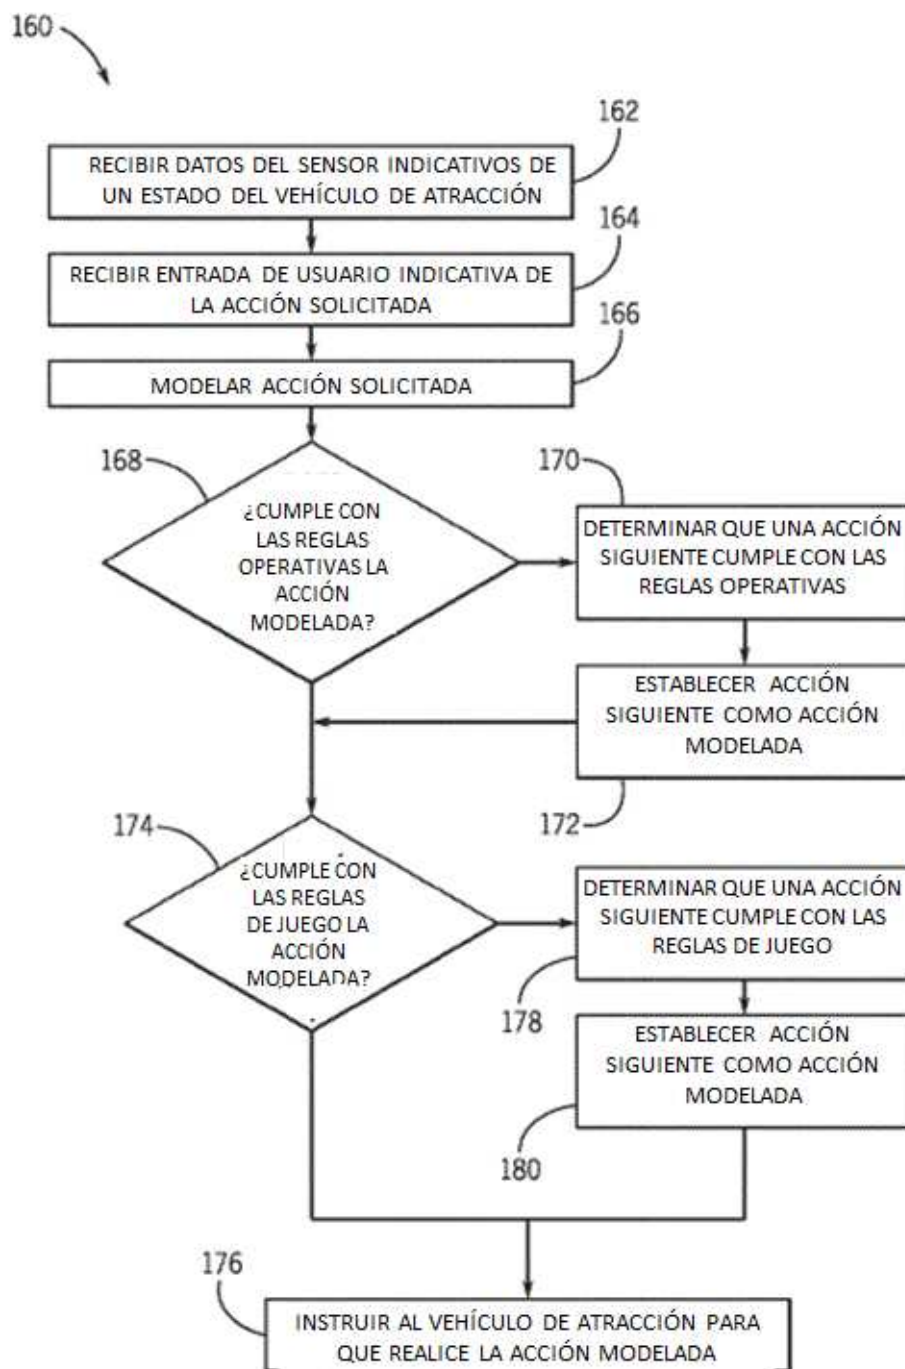 160
162
RECIBIR DATOS DEL SENSOR INDICATIVOS DE
UN ESTADO DEL VEHÍCULO DE ATRACCIÓN
164
RECIBIR ENTRADA DE USUARIO INDICATIVA DE
LA ACCIÓN SOLICITADA
166
MODELAR ACCIÓN SOLICITADA
168
¿CUMPLE CON
LAS REGLAS
OPERATIVAS LA
ACCIÓN
MODELADA?
170
DETERMINAR QUE UNA ACCIÓN
SIGUIENTE CUMPLE CON LAS
REGLAS OPERATIVAS
ESTABLECER ACCIÓN
SIGUIENTE COMO ACCIÓN
MODELADA
172
174
¿CUMPLE CON
LAS REGLAS
DE JUEGO LA
ACCIÓN
MODELADA?
DETERMINAR QUE UNA ACCIÓN
SIGUIENTE CUMPLE CON LAS
REGLAS DE JUEGO
178
ESTABLECER ACCIÓN
SIGUIENTE COMO ACCIÓN
MODELADA
180
176
INSTRUIR AL VEHÍCULO DE ATRACCIÓN PARA
QUE REALICE LA ACCIÓN MODELADA